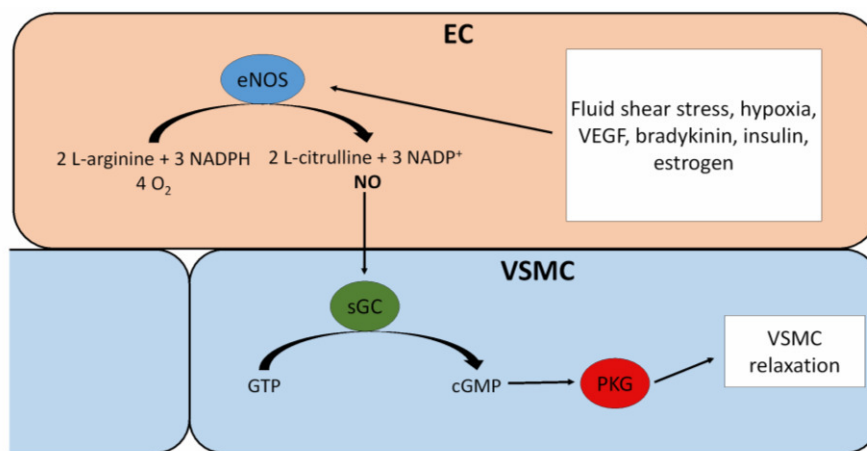 EC
eNOS
Fluid shear stress, hypoxia,
VEGF, bradykinin, insulin,
estrogen
2 L-arginine + 3 NADPH
4 O₂
2 L-citrulline + 3 NADP⁺
NO
VSMC
sGC
GTP
cGMP
PKG
VSMC
relaxation